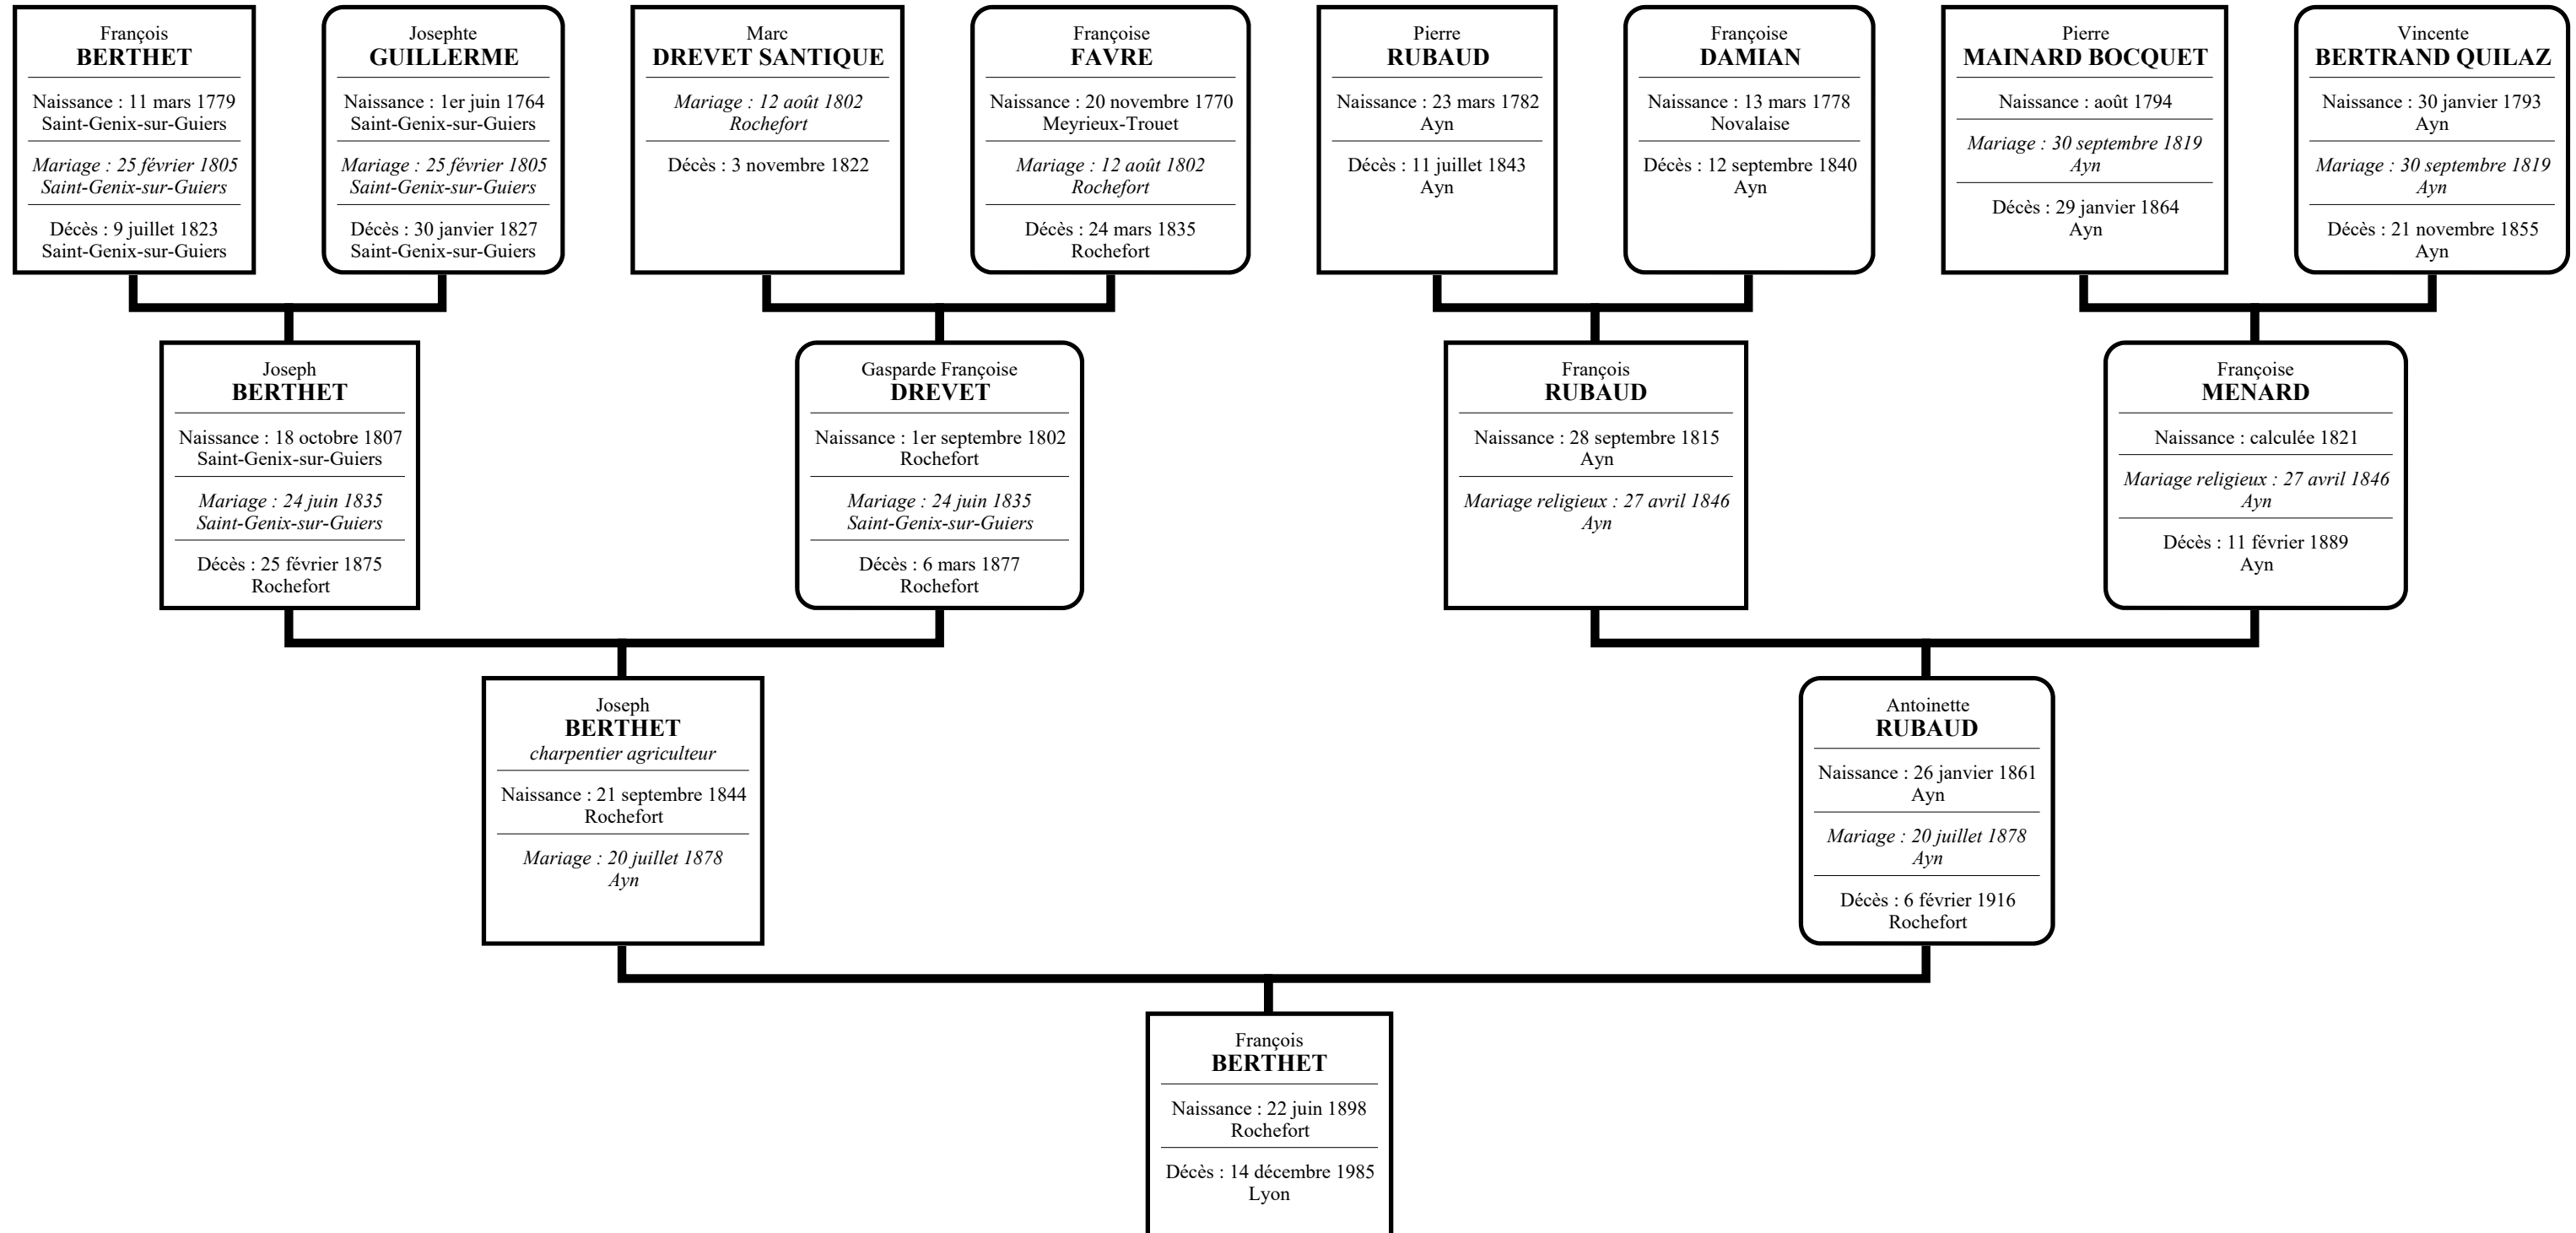 François
BERTHET
Naissance : 11 mars 1779
Saint-Genix-sur-Guiers
Mariage : 25 février 1805
Saint-Genix-sur-Guiers
Décès : 9 juillet 1823
Saint-Genix-sur-Guiers
Josephte
GUILLERME
Naissance : 1er juin 1764
Saint-Genix-sur-Guiers
Mariage : 25 février 1805
Saint-Genix-sur-Guiers
Décès : 30 janvier 1827
Saint-Genix-sur-Guiers
Marc
DREVET SANTIQUE
Mariage : 12 août 1802
Rochefort
Décès : 3 novembre 1822
Françoise
FAVRE
Naissance : 20 novembre 1770
Meyrieux-Trouet
Mariage : 12 août 1802
Rochefort
Décès : 24 mars 1835
Rochefort
Pierre
RUBAUD
Naissance : 23 mars 1782
Ayn
Décès : 11 juillet 1843
Ayn
Françoise
DAMIAN
Naissance : 13 mars 1778
Novalaise
Décès : 12 septembre 1840
Ayn
Pierre
MAINARD BOCQUET
Naissance : août 1794
Mariage : 30 septembre 1819
Ayn
Décès : 29 janvier 1864
Ayn
Vincente
BERTRAND QUILAZ
Naissance : 30 janvier 1793
Ayn
Mariage : 30 septembre 1819
Ayn
Décès : 21 novembre 1855
Ayn
Joseph
BERTHET
Naissance : 18 octobre 1807
Saint-Genix-sur-Guiers
Mariage : 24 juin 1835
Saint-Genix-sur-Guiers
Décès : 25 février 1875
Rochefort
Gasparde Françoise
DREVET
Naissance : 1er septembre 1802
Rochefort
Mariage : 24 juin 1835
Saint-Genix-sur-Guiers
Décès : 6 mars 1877
Rochefort
François
RUBAUD
Naissance : 28 septembre 1815
Ayn
Mariage religieux : 27 avril 1846
Ayn
Françoise
MENARD
Naissance : calculée 1821
Mariage religieux : 27 avril 1846
Ayn
Décès : 11 février 1889
Ayn
Joseph
BERTHET
charpentier agriculteur
Naissance : 21 septembre 1844
Rochefort
Mariage : 20 juillet 1878
Ayn
Antoinette
RUBAUD
Naissance : 26 janvier 1861
Ayn
Mariage : 20 juillet 1878
Ayn
Décès : 6 février 1916
Rochefort
François
BERTHET
Naissance : 22 juin 1898
Rochefort
Décès : 14 décembre 1985
Lyon